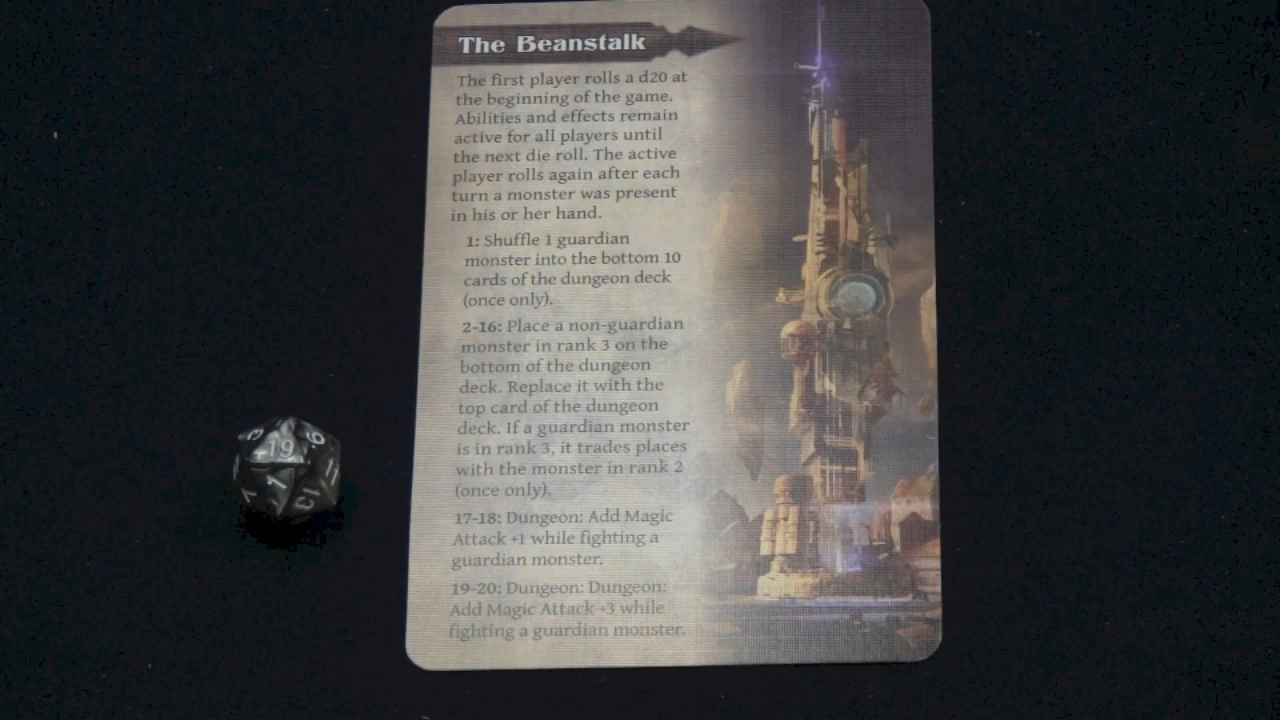 The Beanstalk
The first player rolls a d20 at
the beginning of the game.
Abilities and effects remain
active for all players until
the next die roll. The active
player rolls again after each
turn a monster was present
in his or her hand.
1: Shuffle 1 guardian
monster into the bottom 10
cards of the dungeon deck
(once only).
2-16: Place a non-guardian
monster in rank 3 on the
bottom of the dungeon
deck. Replace it with the
top card of the dungeon
deck. If a guardian monster
is in rank 3, it trades places
with the monster in rank 2
(once only).
17-18: Dungeon: Add Magic
Attack +1 while fighting a
guardian monster.
19-20: Dungeon: Dungeon:
Add Magic Attack +3 while
fighting a guardian monster.
19
1
13